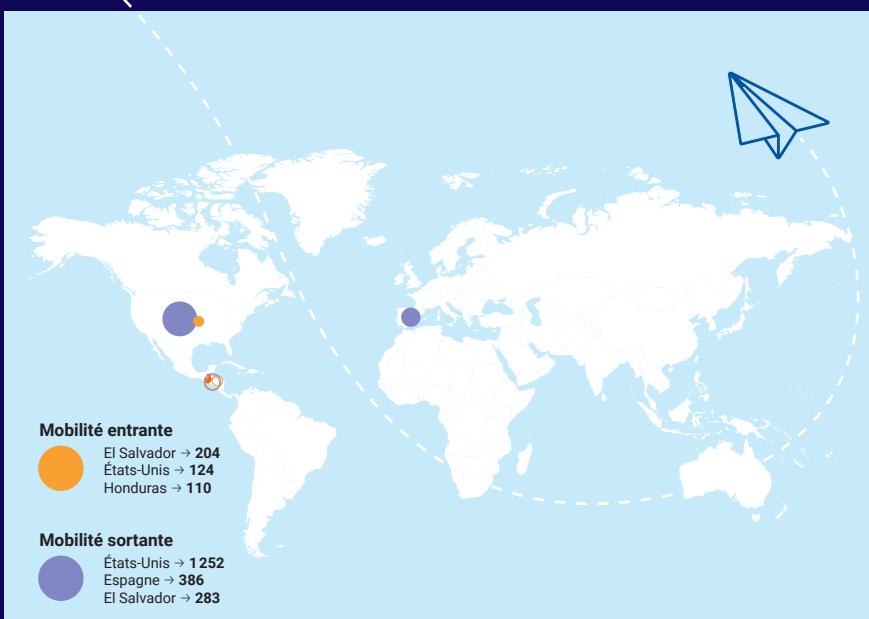 Mobilité entrante
El Salvador → 204
États-Unis → 124
Honduras → 110
Mobilité sortante
États-Unis → 1 252
Espagne → 386
El Salvador → 283